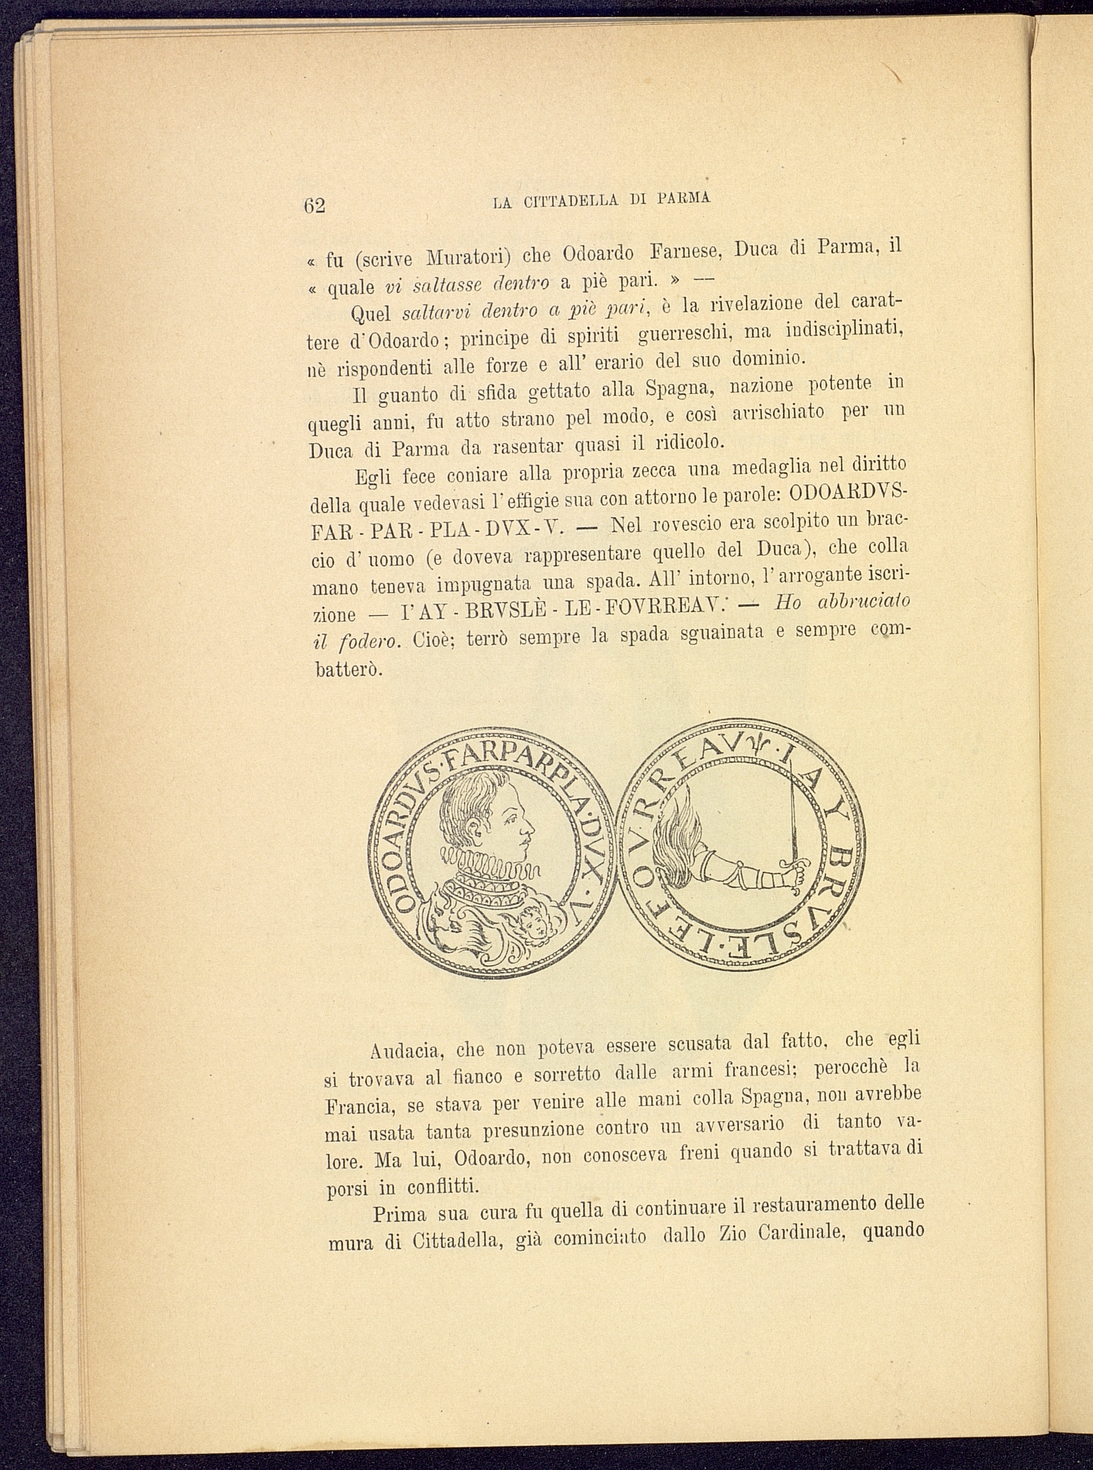 62
LA CITTADELLA DI PARMA
« fu (scrive Muratori) che Odoardo Farnese, Duca di Parma, il
« quale vi saltasse dentro a piè pari. » —
Quel saltarvi dentro a piè pari, è la rivelazione del carat-
tere d'Odoardo; principe di spiriti guerreschi, ma indisciplinati,
nè rispondenti alle forze e all' erario del suo dominio.
Il guanto di sfida gettato alla Spagna, nazione potente in
quegli anni, fu atto strano pel modo, e così arrischiato per un
Duca di Parma da rasentar quasi il ridicolo.
Egli fece coniare alla propria zecca una medaglia nel diritto
della quale vedevasi l'effigie sua con attorno le parole: ODOARDVS-
FAR - PAR - PLA - DVX - V. — Nel rovescio era scolpito un brac-
cio d' uomo (e doveva rappresentare quello del Duca), che colla
mano teneva impugnata una spada. All' intorno, l'arrogante iscri-
zione — I'AY - BRVSLÈ - LE - FOVRREAV.' — Ho abbruciato
il fodero. Cioè; terrò sempre la spada sguainata e sempre com-
batterò.
ODOARDVS·FARPARPLA·DVX·V
·IAY BRVSLE·LEFOVRREAV
Audacia, che non poteva essere scusata dal fatto, che egli
si trovava al fianco e sorretto dalle armi francesi; perocchè la
Francia, se stava per venire alle mani colla Spagna, non avrebbe
mai usata tanta presunzione contro un avversario di tanto va-
lore. Ma lui, Odoardo, non conosceva freni quando si trattava di
porsi in conflitti.
Prima sua cura fu quella di continuare il restauramento delle
mura di Cittadella, già cominciato dallo Zio Cardinale, quando